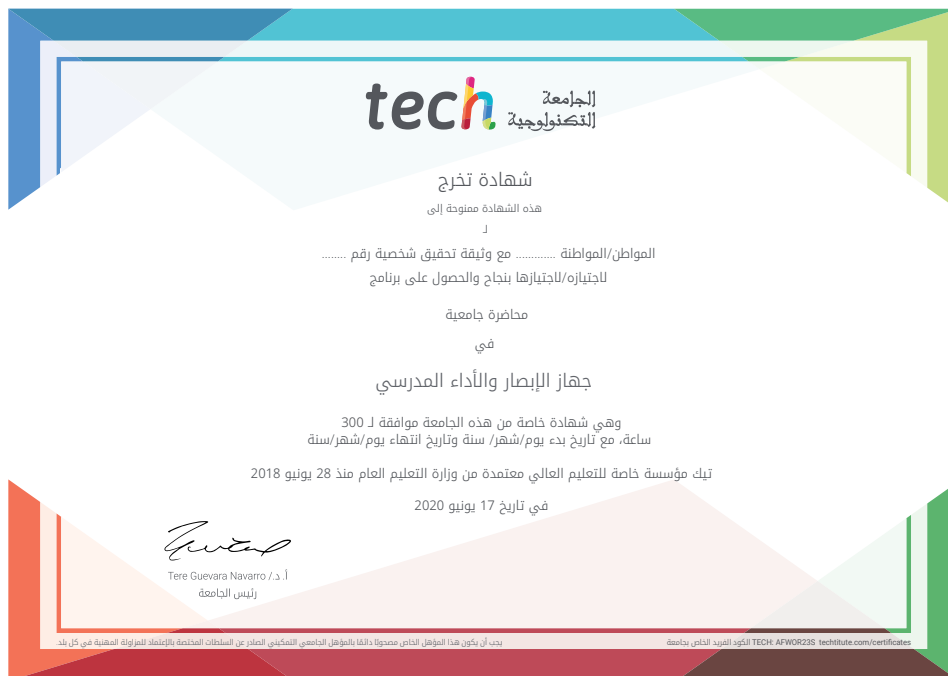 tech الجامعة
التكنولوجية
شهادة تخرج
هذه الشهادة ممنوحة إلى
لـ
المواطن/المواطنة ............. مع وثيقة تحقيق شخصية رقم ........
لاجتيازه/لاجتيازها بنجاح والحصول على برنامج
محاضرة جامعية
في
جهاز الإبصار والأداء المدرسي
وهي شهادة خاصة من هذه الجامعة موافقة لـ 300
ساعة، مع تاريخ بدء يوم/شهر/ سنة وتاريخ انتهاء يوم/شهر/سنة
تيك مؤسسة خاصة للتعليم العالي معتمدة من وزارة التعليم العام منذ 28 يونيو 2018
في تاريخ 17 يونيو 2020
أ.د./ Tere Guevara Navarro
رئيس الجامعة
يجب أن يكون هذا المؤهل الخاص مصحوبًا دائمًا بالمؤهل الجامعي التمكيني الصادر عن السلطات المختصة بالإعتماد للمزاولة المهنية في كل بلد.
الكود الفريد الخاص بجامعة TECH: AFWOR23S techtitute.com/certificates